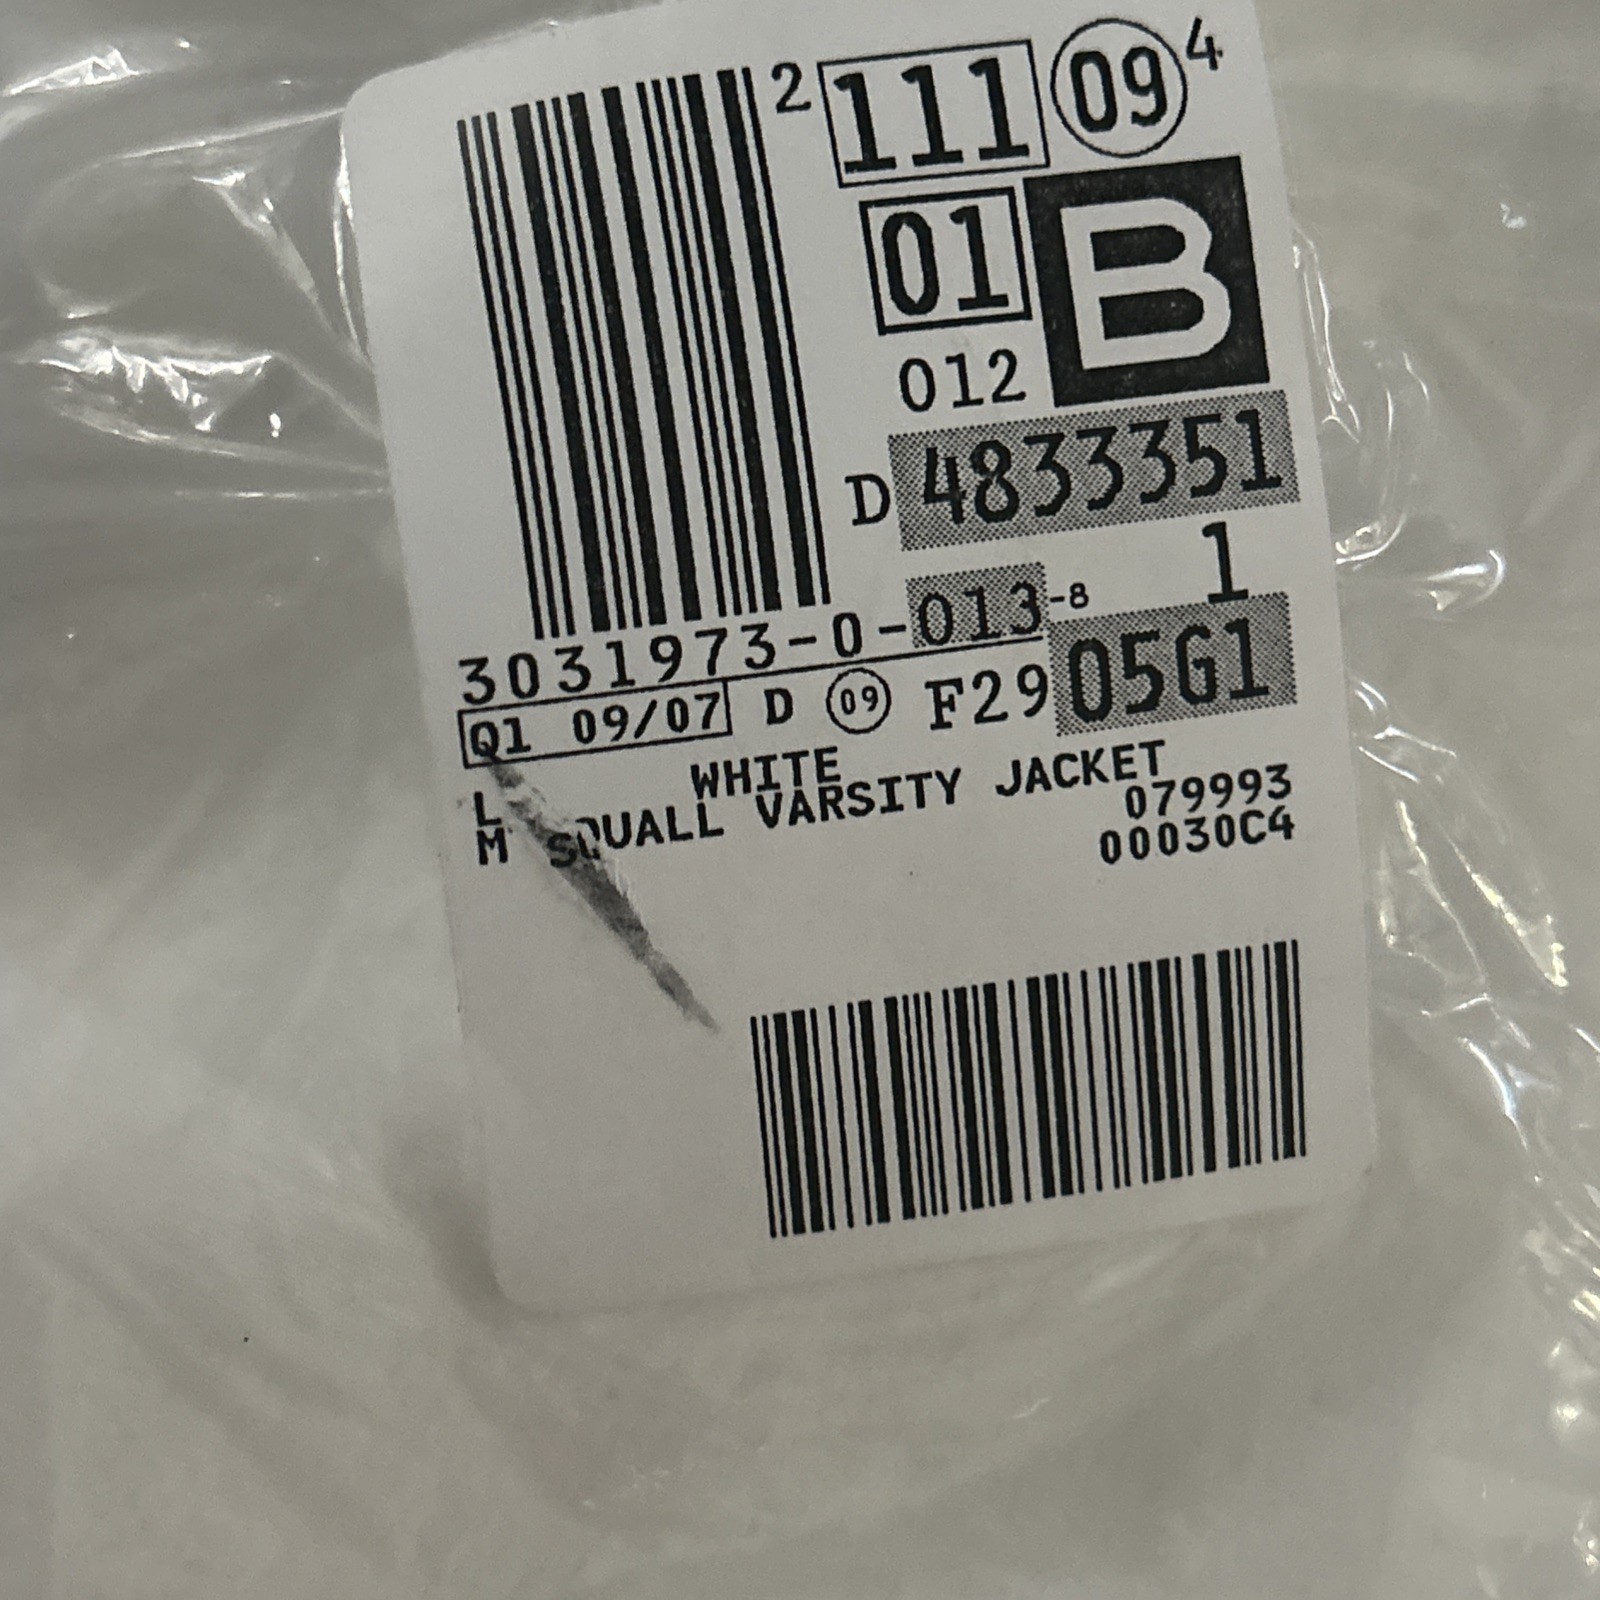 2 111 09 4
01 B
012
D 4833351
1
3031973-0-013-8
Q1 09/07 D 09 F29 05G1
WHITE
L
M SQUALL VARSITY JACKET
079993
00030C4